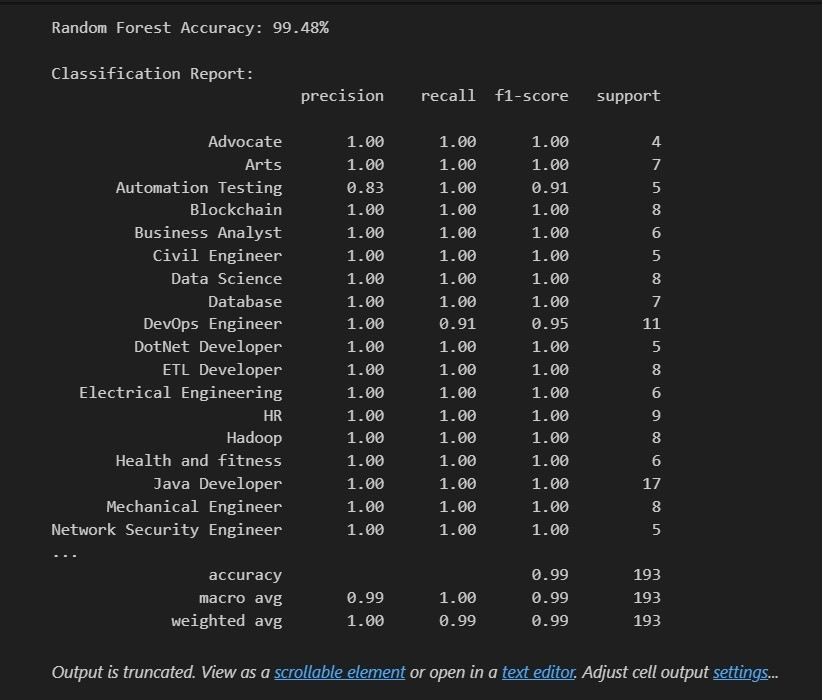 Random Forest Accuracy: 99.48%
Classification Report:
precision recall f1-score support
Advocate 1.00 1.00 1.00 4
Arts 1.00 1.00 1.00 7
Automation Testing 0.83 1.00 0.91 5
Blockchain 1.00 1.00 1.00 8
Business Analyst 1.00 1.00 1.00 6
Civil Engineer 1.00 1.00 1.00 5
Data Science 1.00 1.00 1.00 8
Database 1.00 1.00 1.00 7
DevOps Engineer 1.00 0.91 0.95 11
DotNet Developer 1.00 1.00 1.00 5
ETL Developer 1.00 1.00 1.00 8
Electrical Engineering 1.00 1.00 1.00 6
HR 1.00 1.00 1.00 9
Hadoop 1.00 1.00 1.00 8
Health and fitness 1.00 1.00 1.00 6
Java Developer 1.00 1.00 1.00 17
Mechanical Engineer 1.00 1.00 1.00 8
Network Security Engineer 1.00 1.00 1.00 5
...
accuracy 0.99 193
macro avg 0.99 1.00 0.99 193
weighted avg 1.00 0.99 0.99 193
Output is truncated. View as a scrollable element or open in a text editor. Adjust cell output settings...